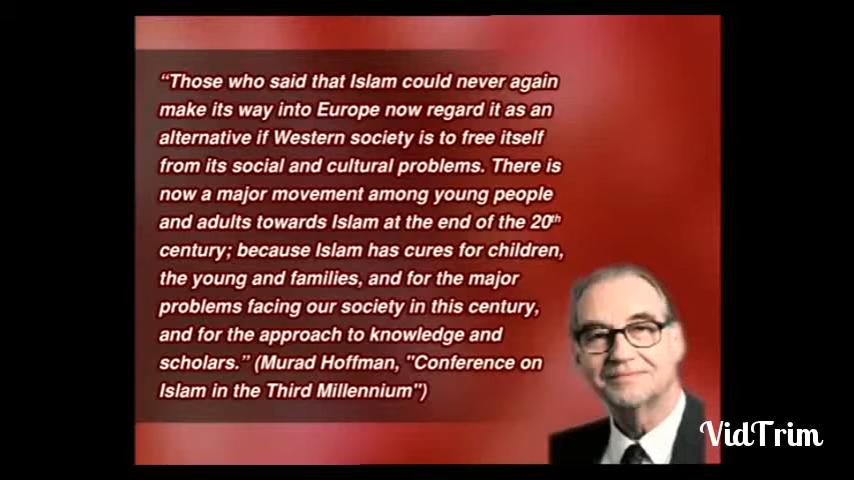 “Those who said that Islam could never again
make its way into Europe now regard it as an
alternative if Western society is to free itself
from its social and cultural problems. There is
now a major movement among young people
and adults towards Islam at the end of the 20th
century; because Islam has cures for children,
the young and families, and for the major
problems facing our society in this century,
and for the approach to knowledge and
scholars.” (Murad Hoffman, "Conference on
Islam in the Third Millennium")
VidTrim